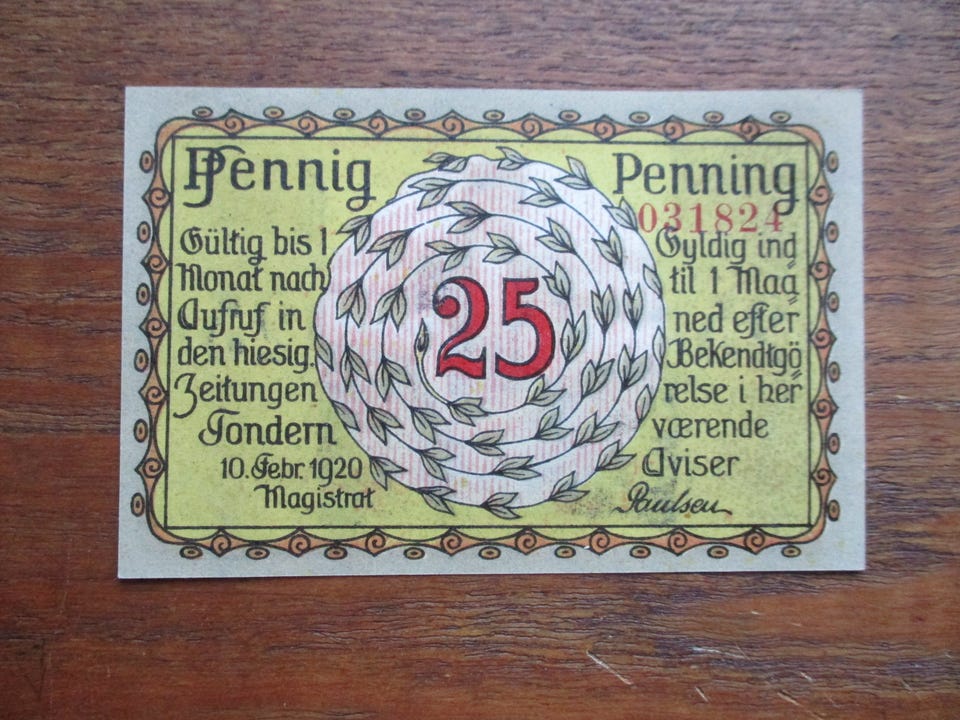 Pfennig
Gültig bis 1
Monat nach
Aufruf in
den hiesig.
Zeitungen
Tondern
10. Febr. 1920
Magistrat
25
Penning
031824
Gyldig ind
til 1 Maa=
ned efter
Bekendtgö=
relse i her
værende
Aviser
Paulsen